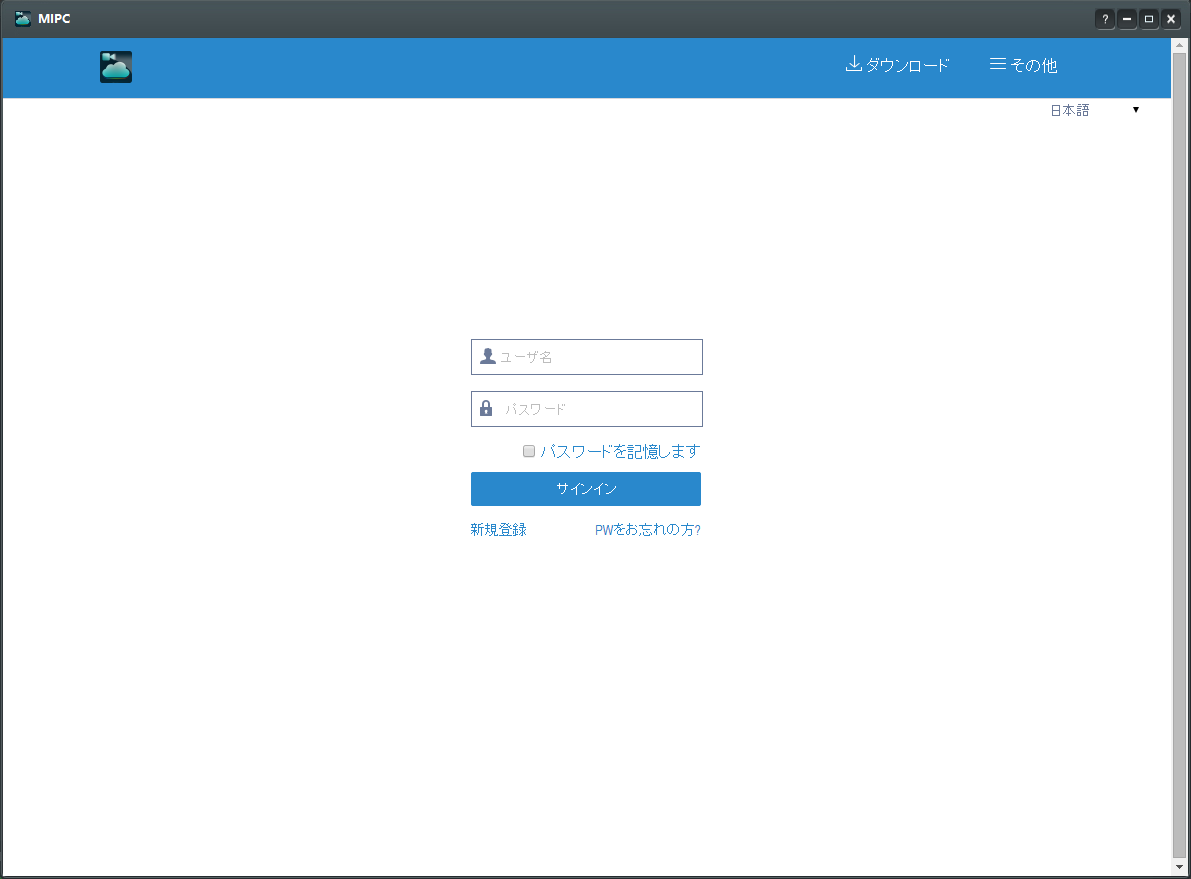 MIPC
ダウンロード
その他
日本語
ユーザ名
パスワード
パスワードを記憶します
サインイン
新規登録 PWをお忘れの方?